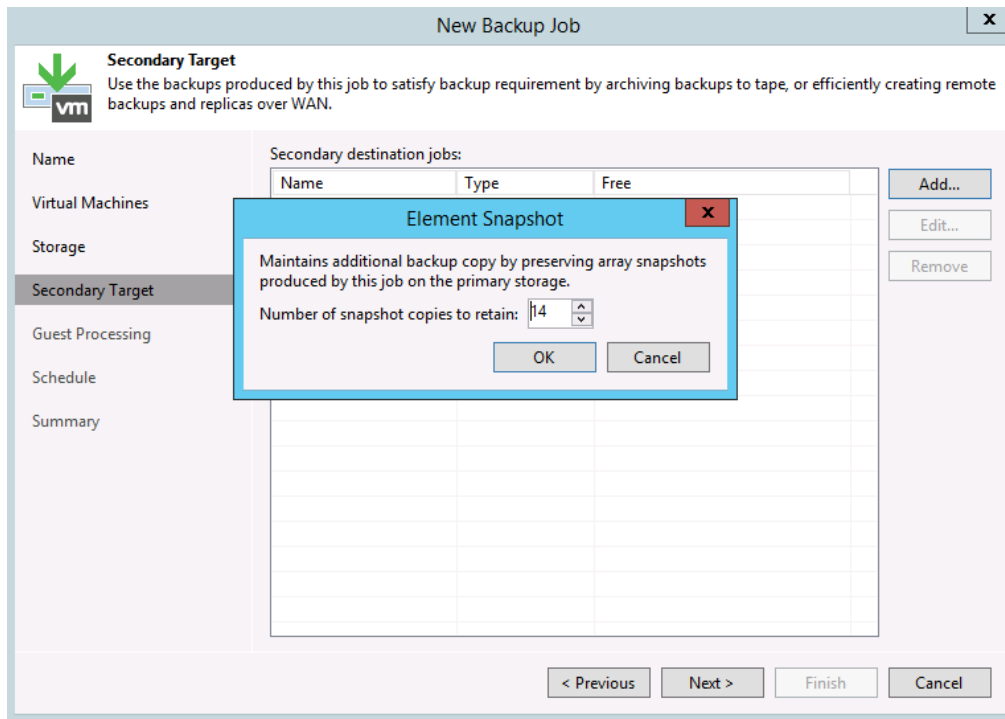 New Backup Job
x
Secondary Target
Use the backups produced by this job to satisfy backup requirement by archiving backups to tape, or efficiently creating remote
backups and replicas over WAN.
vm
Name
Virtual Machines
Storage
Secondary Target
Guest Processing
Schedule
Summary
Secondary destination jobs:
Name Type Free
Add...
Edit...
Remove
Element Snapshot
x
Maintains additional backup copy by preserving array snapshots
produced by this job on the primary storage.
Number of snapshot copies to retain: 14
OK Cancel
< Previous Next > Finish Cancel